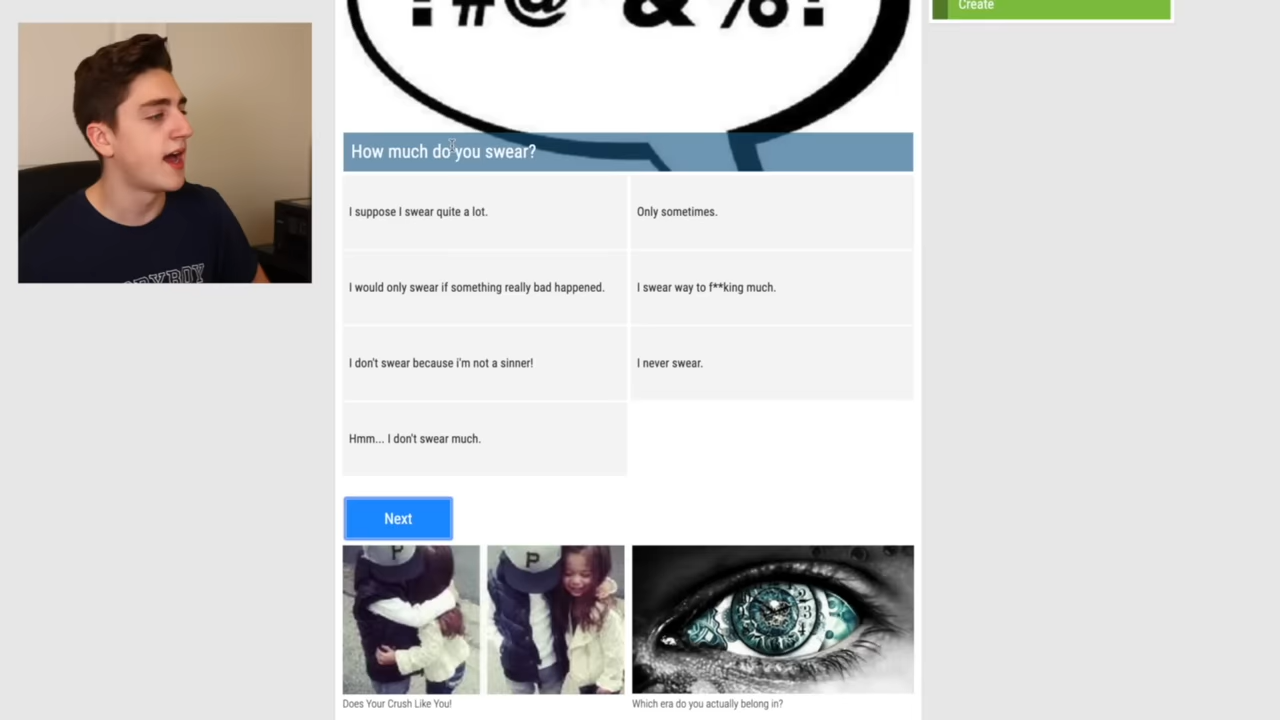 !#@ &%!
Create
How much do you swear?
I suppose I swear quite a lot.
Only sometimes.
I would only swear if something really bad happened.
I swear way to f**king much.
I don't swear because i'm not a sinner!
I never swear.
Hmm... I don't swear much.
Next
P
P
Does Your Crush Like You!
Which era do you actually belong in?